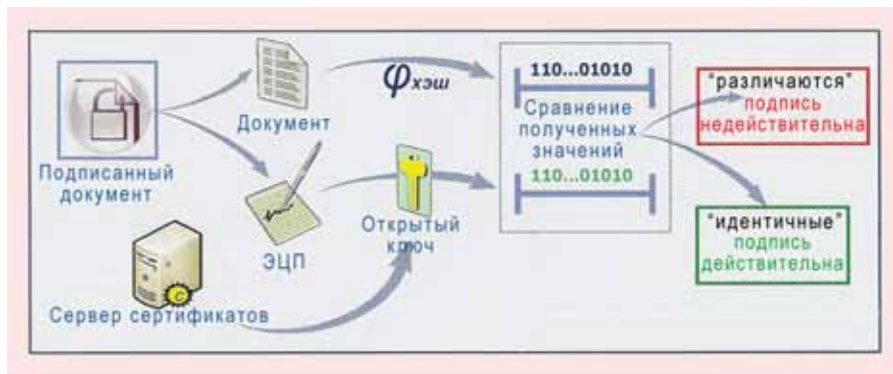 Подписанный
документ
Документ
ЭЦП
Сервер сертификатов
φхэш
Открытый
ключ
110...01010
Сравнение
полученных
значений
110...01010
"различаются"
подпись
недействительна
"идентичные"
подпись
действительна